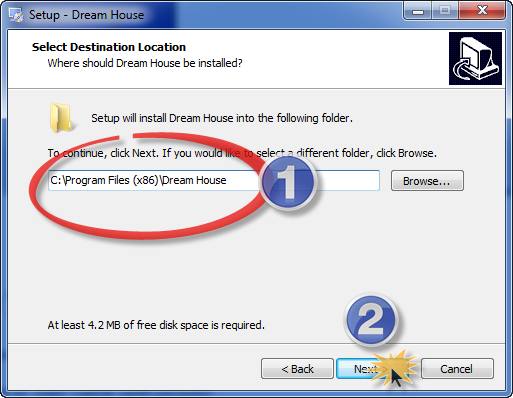 Setup - Dream House
Select Destination Location
Where should Dream House be installed?
Setup will install Dream House into the following folder.
To continue, click Next. If you would like to select a different folder, click Browse.
C:\Program Files (x86)\Dream House
1
Browse...
At least 4.2 MB of free disk space is required.
2
< Back
Next
Cancel